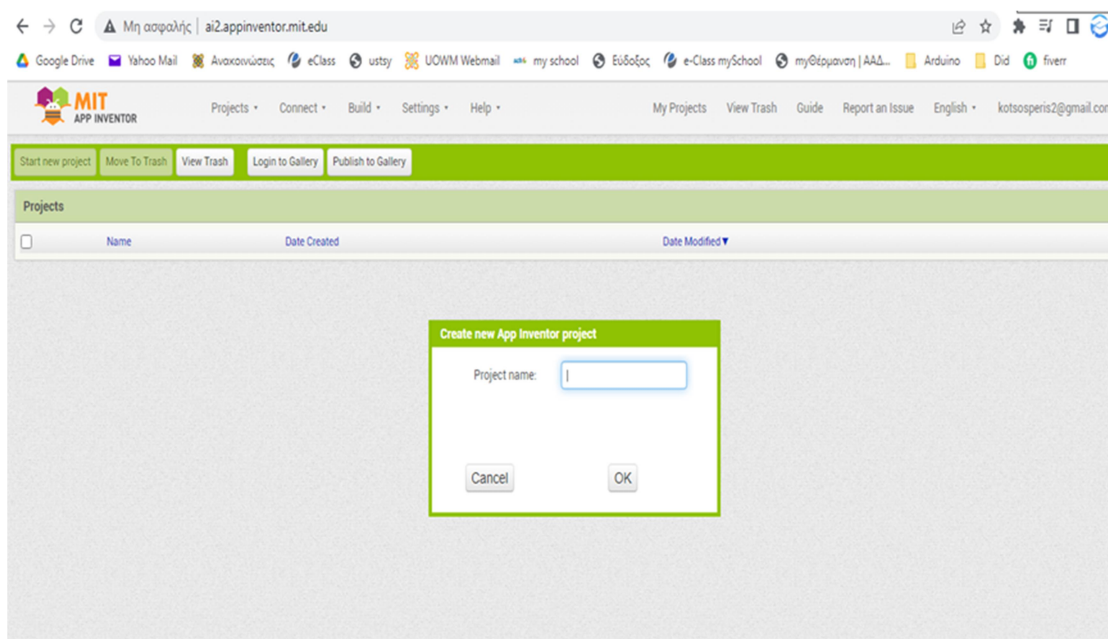 Μη ασφαλής | ai2.appinventor.mit.edu
Google Drive Yahoo Mail Ανακοινώσεις eClass ustsy UOWM Webmail my school Εύδοξος e-Class mySchool myΘέρμανση | ΑΑΔ... Arduino Did fiverr
MIT APP INVENTOR Projects Connect Build Settings Help My Projects View Trash Guide Report an Issue English kotsosperis2@gmail.com
Start new project Move To Trash View Trash Login to Gallery Publish to Gallery
Projects
Name Date Created Date Modified▼
Create new App Inventor project
Project name:
Cancel OK